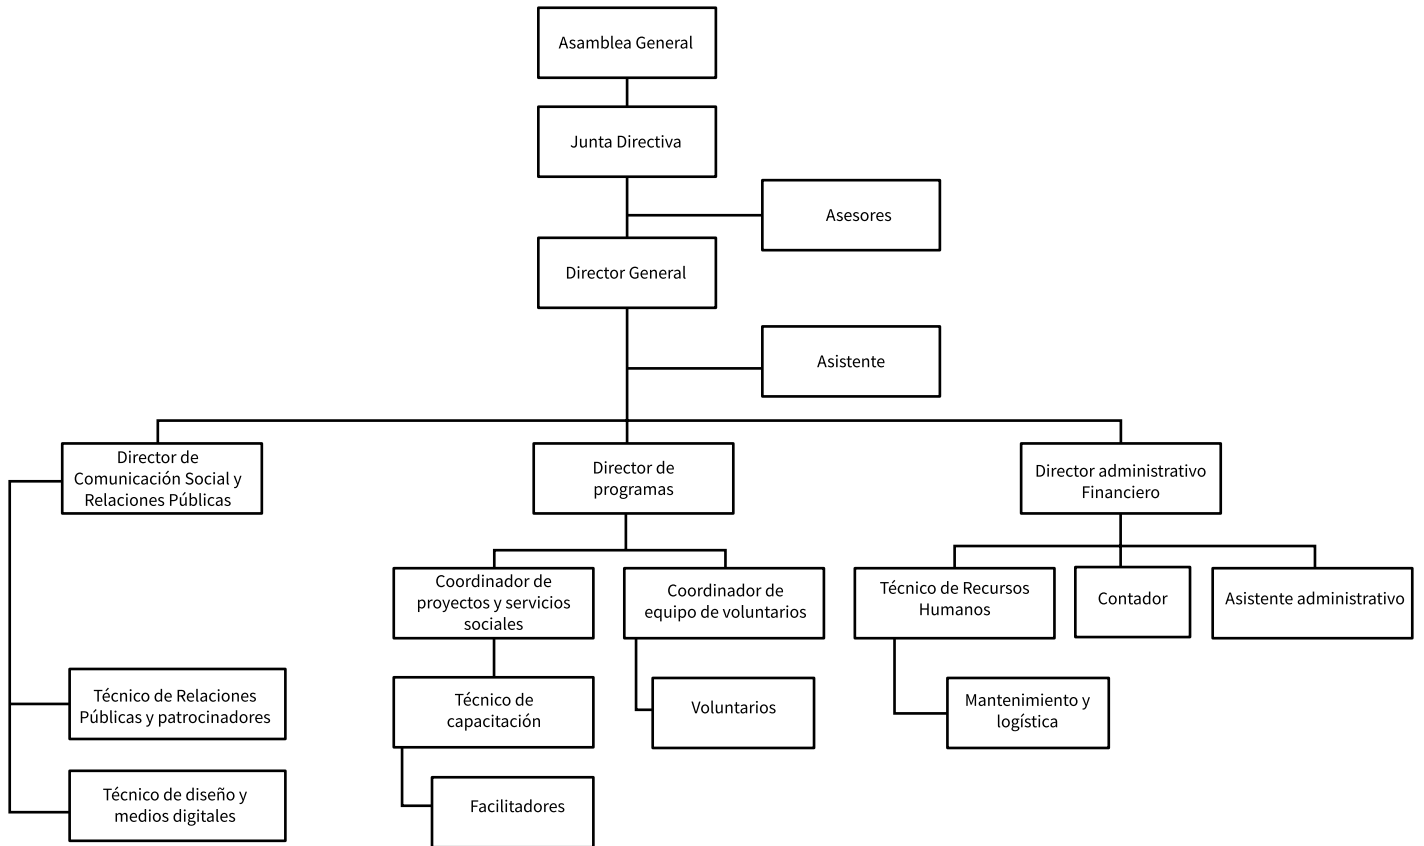 Asamblea General
Junta Directiva
Asesores
Director General
Asistente
Director de
Comunicación Social y
Relaciones Públicas
Director de
programas
Director administrativo
Financiero
Coordinador de
proyectos y servicios
sociales
Coordinador de
equipo de voluntarios
Técnico de Recursos
Humanos
Contador
Asistente administrativo
Técnico de Relaciones
Públicas y patrocinadores
Técnico de
capacitación
Voluntarios
Mantenimiento y
logística
Técnico de diseño y
medios digitales
Facilitadores